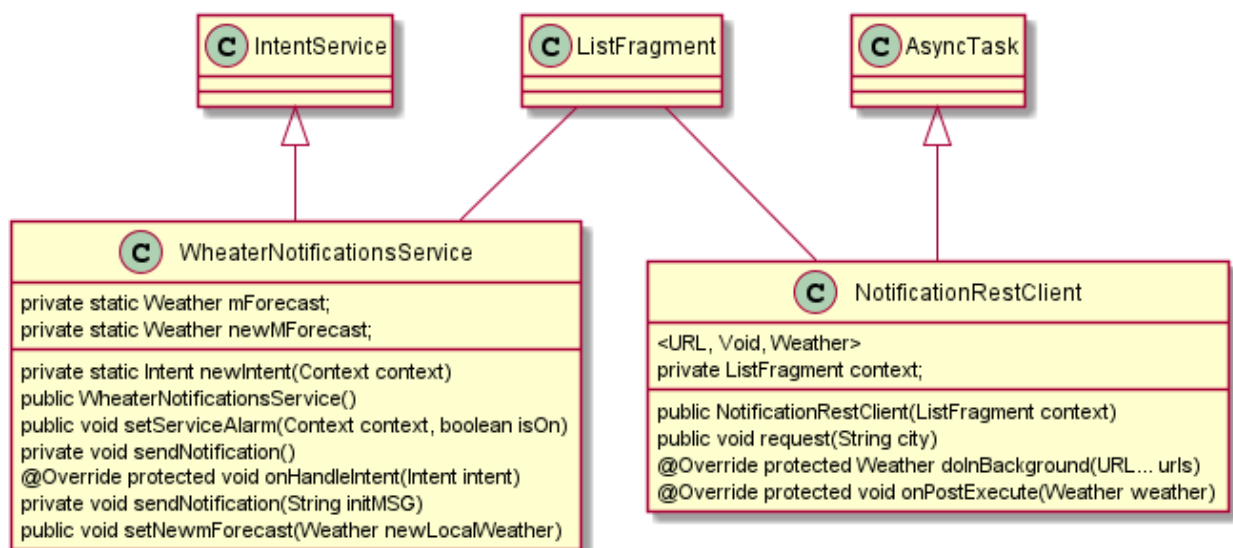 C IntentService
C ListFragment
C AsyncTask
C WheaterNotificationsService
private static Weather mForecast;
private static Weather newMForecast;
private static Intent newIntent(Context context)
public WheaterNotificationsService()
public void setServiceAlarm(Context context, boolean isOn)
private void sendNotification()
@Override protected void onHandleIntent(Intent intent)
private void sendNotification(String initMSG)
public void setNewmForecast(Weather newLocalWeather)
C NotificationRestClient
<URL, Void, Weather>
private ListFragment context;
public NotificationRestClient(ListFragment context)
public void request(String city)
@Override protected Weather doInBackground(URL... urls)
@Override protected void onPostExecute(Weather weather)